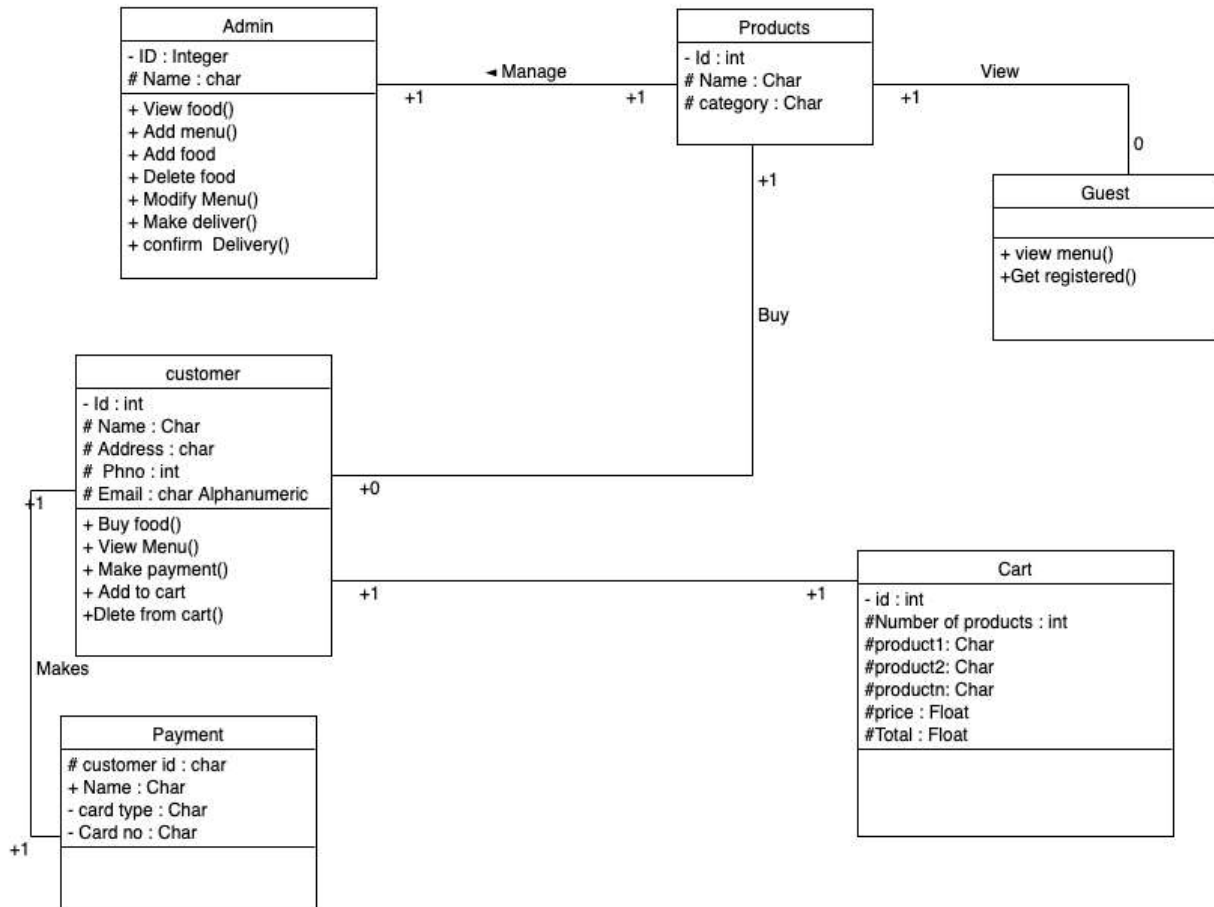 Admin
- ID : Integer
# Name : char
+ View food()
+ Add menu()
+ Add food
+ Delete food
+ Modify Menu()
+ Make deliver()
+ confirm Delivery()
◄ Manage
+1
+1
Products
- Id : int
# Name : Char
# category : Char
View
+1
0
Guest
+ view menu()
+Get registered()
+1
Buy
+0
customer
- Id : int
# Name : Char
# Address : char
# Phno : int
# Email : char Alphanumeric
+ Buy food()
+ View Menu()
+ Make payment()
+ Add to cart
+Dlete from cart()
+1
+1
Cart
- id : int
#Number of products : int
#product1: Char
#product2: Char
#productn: Char
#price : Float
#Total : Float
+1
Makes
+1
Payment
# customer id : char
+ Name : Char
- card type : Char
- Card no : Char